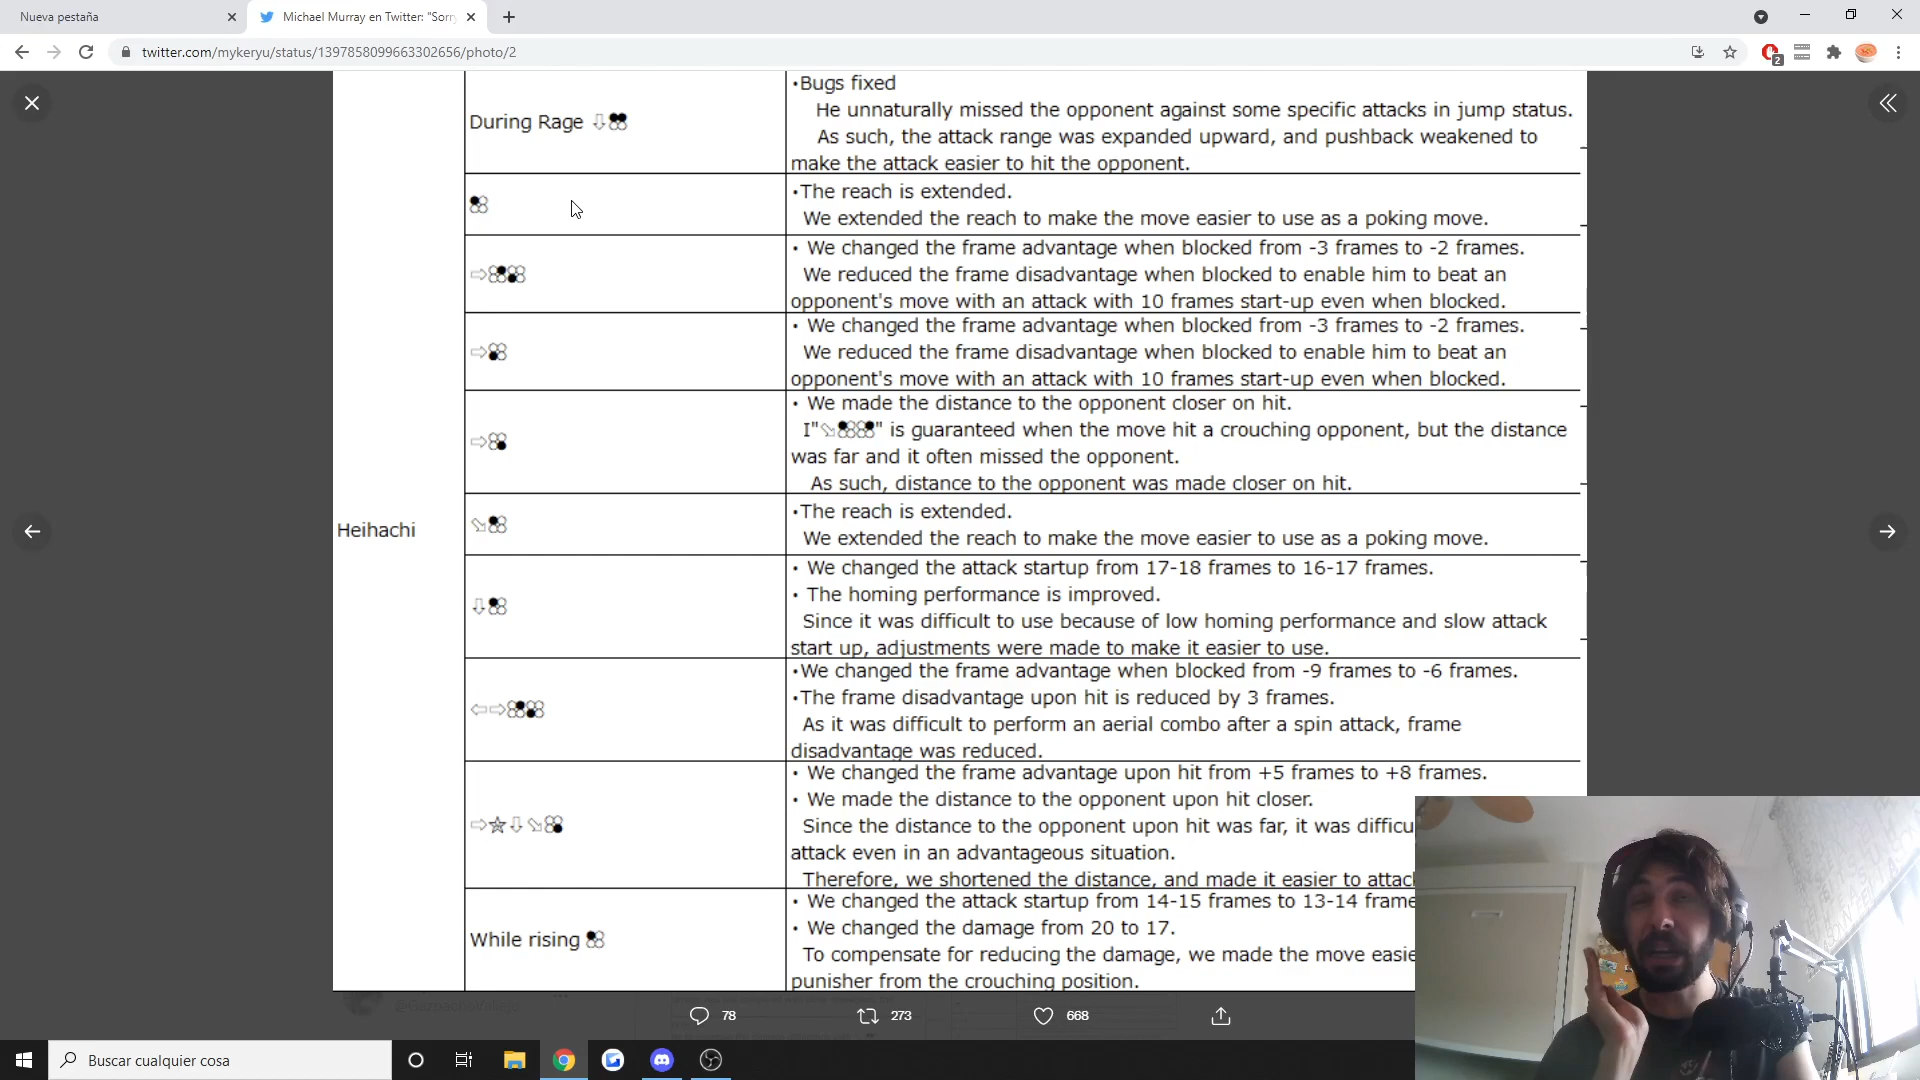 Nueva pestaña
Michael Murray en Twitter: "Sorry
twitter.com/mykeryu/status/1397858099663302656/photo/2
2
During Rage ⇩
・Bugs fixed
He unnaturally missed the opponent against some specific attacks in jump status.
As such, the attack range was expanded upward, and pushback weakened to
make the attack easier to hit the opponent.
・The reach is extended.
We extended the reach to make the move easier to use as a poking move.
⇨
・ We changed the frame advantage when blocked from -3 frames to -2 frames.
We reduced the frame disadvantage when blocked to enable him to beat an
opponent's move with an attack with 10 frames start-up even when blocked.
⇨
・ We changed the frame advantage when blocked from -3 frames to -2 frames.
We reduced the frame disadvantage when blocked to enable him to beat an
opponent's move with an attack with 10 frames start-up even when blocked.
⇨
・ We made the distance to the opponent closer on hit.
I"⬂" is guaranteed when the move hit a crouching opponent, but the distance
was far and it often missed the opponent.
As such, distance to the opponent was made closer on hit.
Heihachi
⬂
・The reach is extended.
We extended the reach to make the move easier to use as a poking move.
⇩
・ We changed the attack startup from 17-18 frames to 16-17 frames.
・ The homing performance is improved.
Since it was difficult to use because of low homing performance and slow attack
start up, adjustments were made to make it easier to use.
⇦⇨
・We changed the frame advantage when blocked from -9 frames to -6 frames.
・The frame disadvantage upon hit is reduced by 3 frames.
As it was difficult to perform an aerial combo after a spin attack, frame
disadvantage was reduced.
⇨☆⇩⬂
・ We changed the frame advantage upon hit from +5 frames to +8 frames.
・ We made the distance to the opponent upon hit closer.
Since the distance to the opponent upon hit was far, it was difficu
attack even in an advantageous situation.
Therefore, we shortened the distance, and made it easier to attac
While rising
・ We changed the attack startup from 14-15 frames to 13-14 frame
・ We changed the damage from 20 to 17.
To compensate for reducing the damage, we made the move easie
punisher from the crouching position.
78
273
668
Buscar cualquier cosa